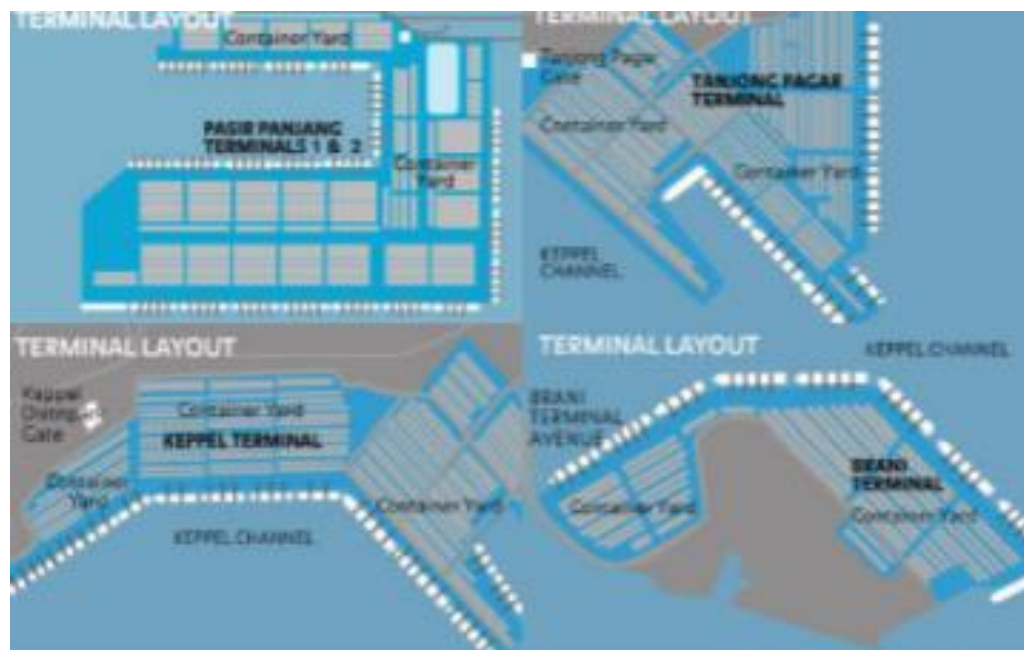 TERMINAL LAYOUT
Container Yard
PASIR PANJANG
TERMINALS 1 & 2
Container
Yard
TERMINAL LAYOUT
Tanjong Pagar
Gate
TANJONG PAGAR
TERMINAL
Container Yard
Container Yard
KEPPEL
CHANNEL
TERMINAL LAYOUT
Keppel
Distripark
Gate
Container Yard
KEPPEL TERMINAL
Container
Yard
Container Yard
KEPPEL CHANNEL
TERMINAL LAYOUT
KEPPEL CHANNEL
BRANI
TERMINAL
AVENUE
BRANI
TERMINAL
Container Yard
Container Yard